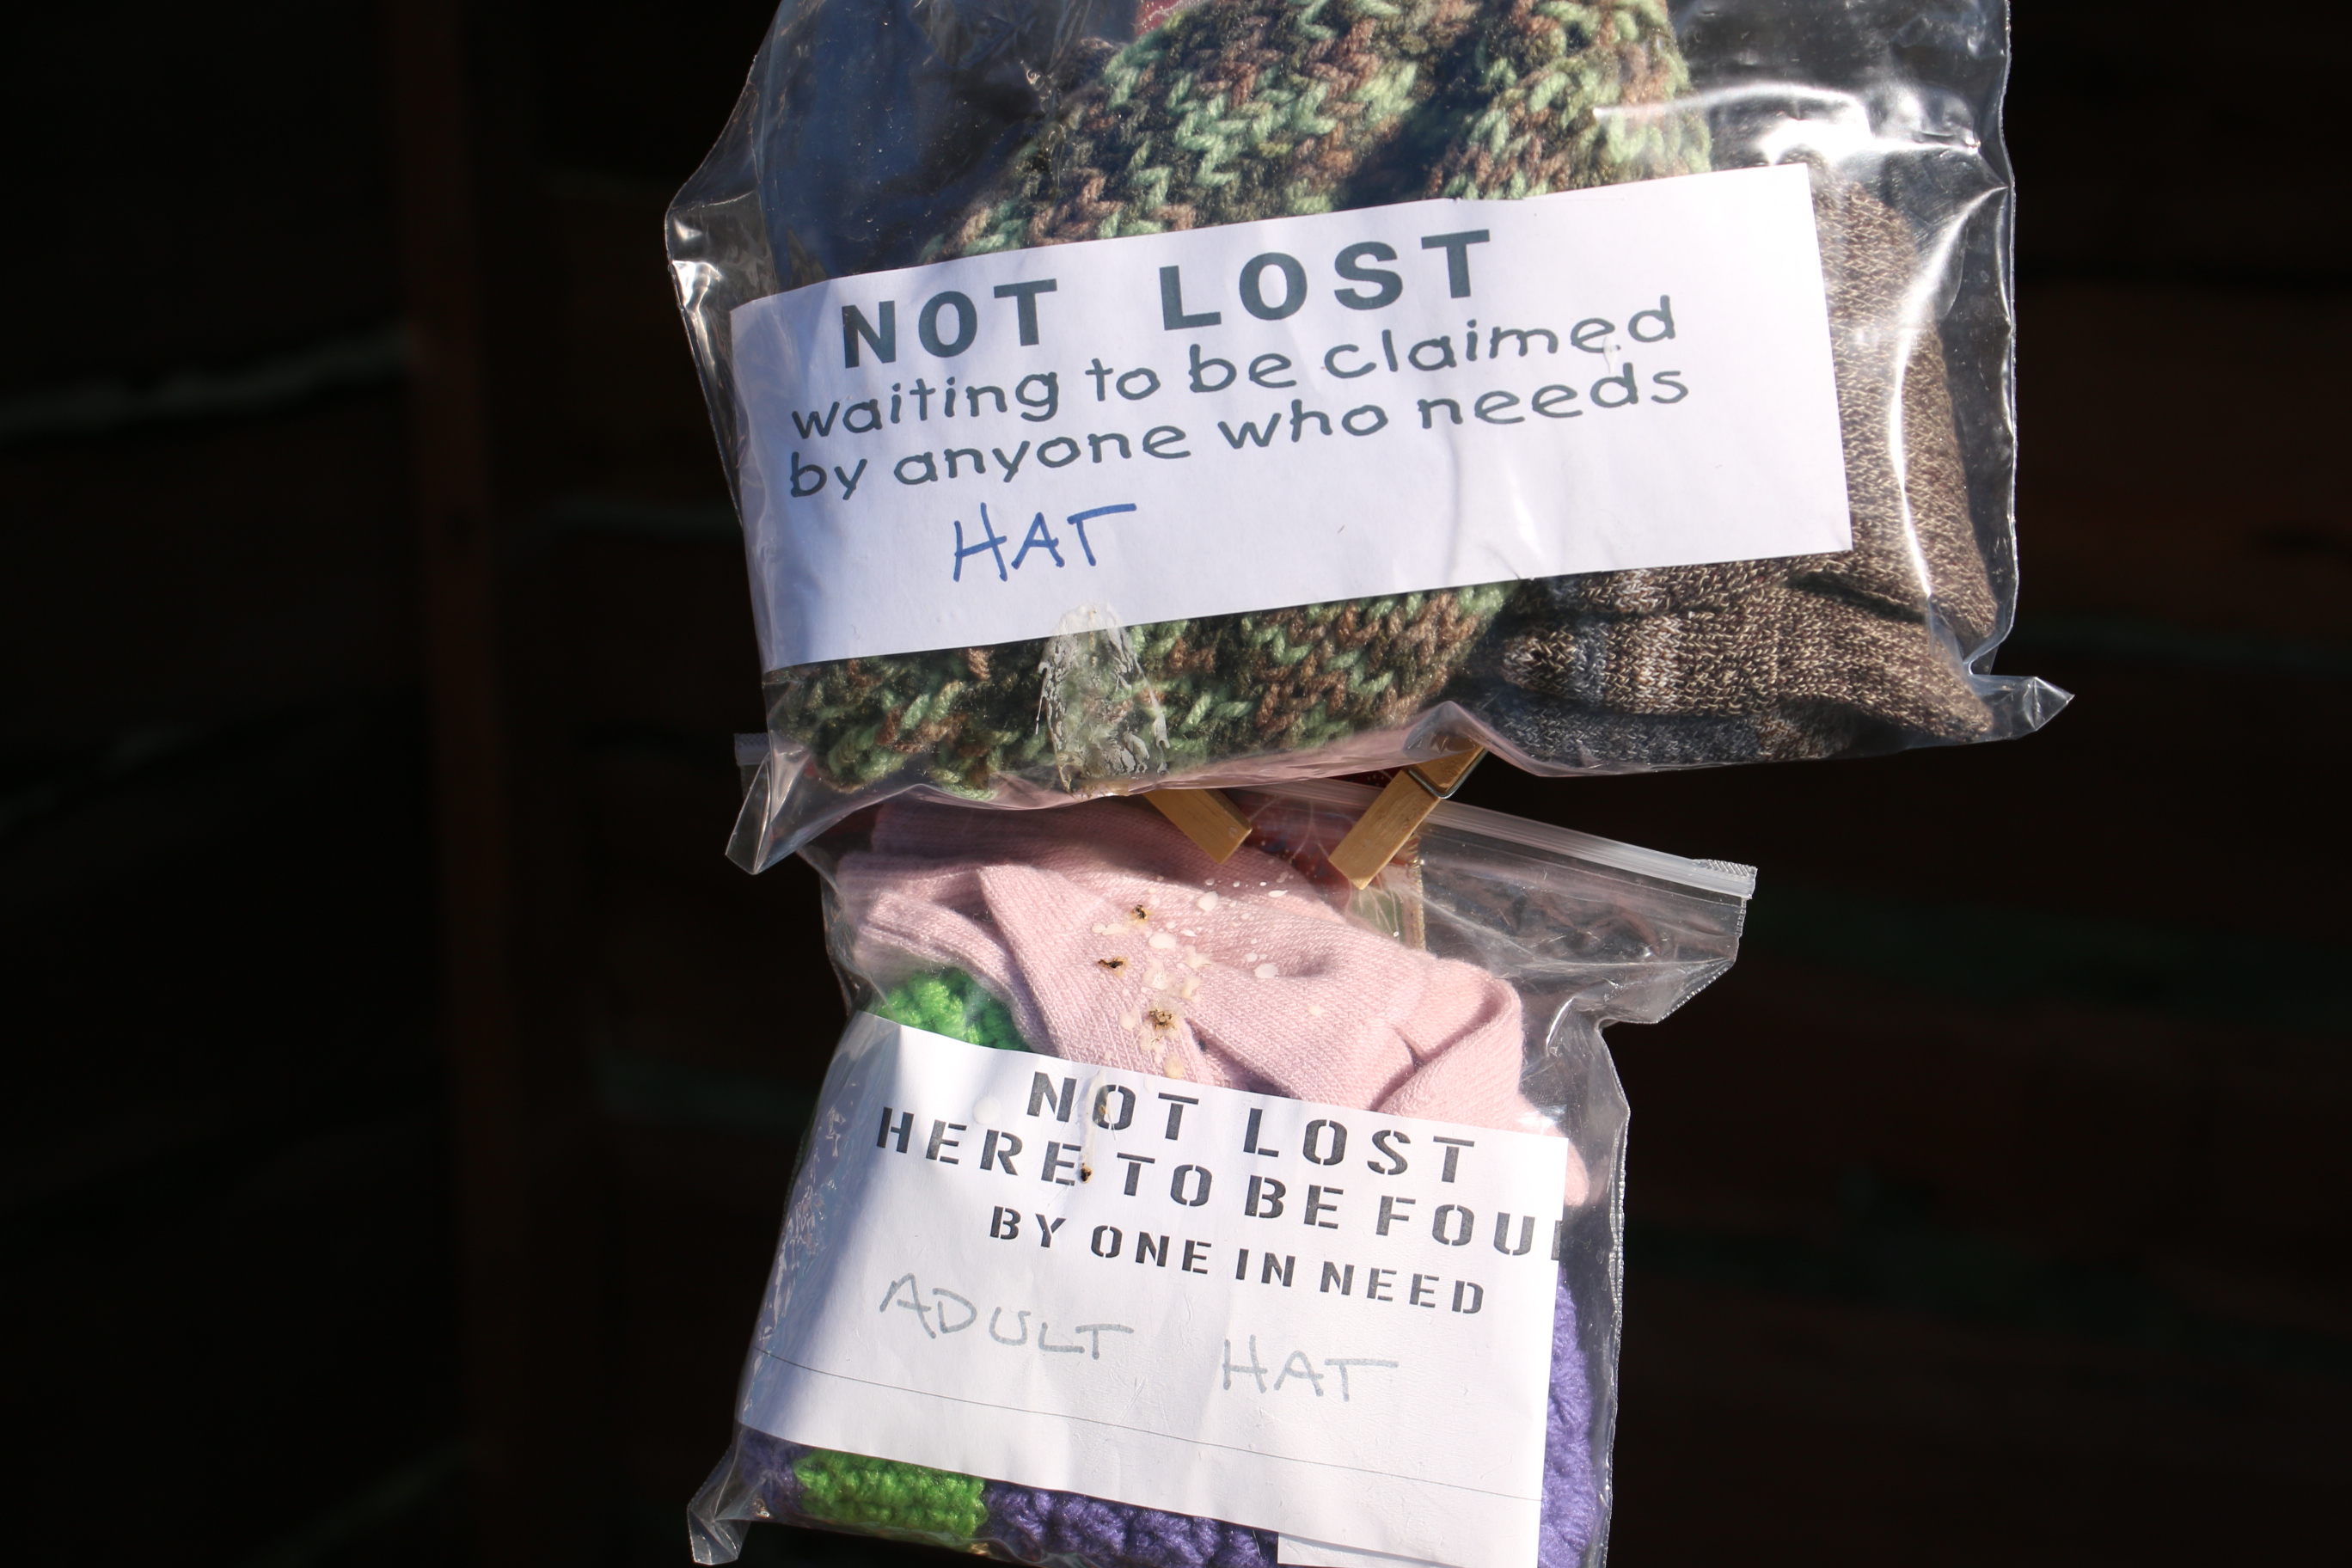 NOT LOST
waiting to be claimed
by anyone who needs
HAT
NOT LOST
HERE TO BE FOU
BY ONE IN NEED
ADULT HAT